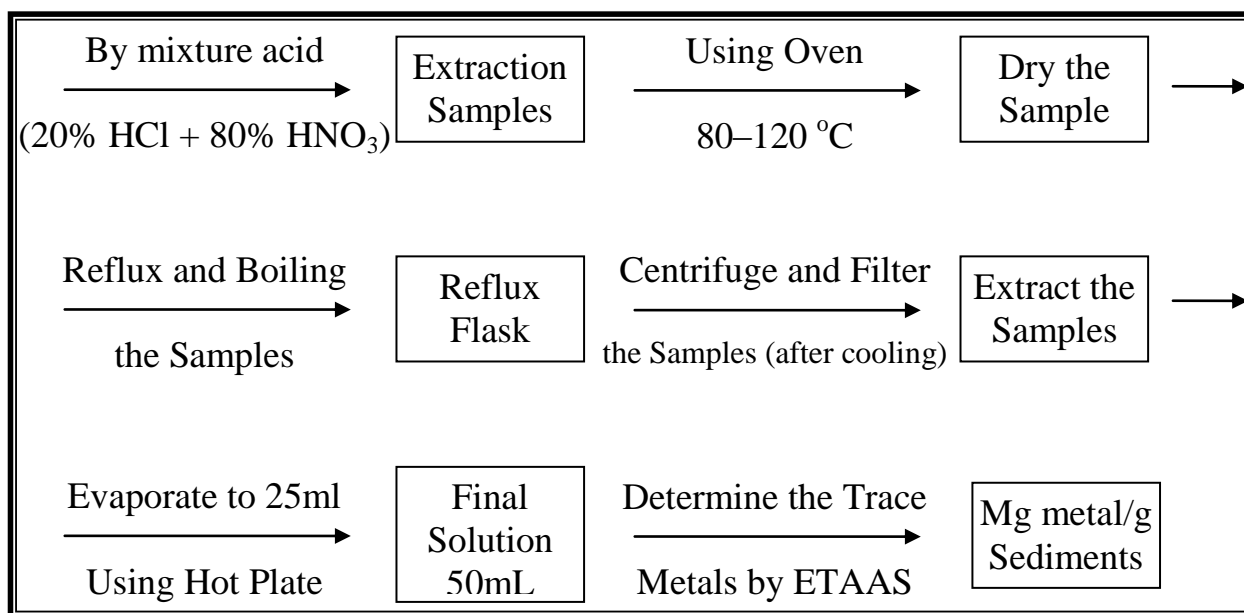 By mixture acid
(20% HCl + 80% HNO₃)
Extraction
Samples
Using Oven
80–120 °C
Dry the
Sample
Reflux and Boiling
the Samples
Reflux
Flask
Centrifuge and Filter
the Samples (after cooling)
Extract the
Samples
Evaporate to 25ml
Using Hot Plate
Final
Solution
50mL
Determine the Trace
Metals by ETAAS
Mg metal/g
Sediments